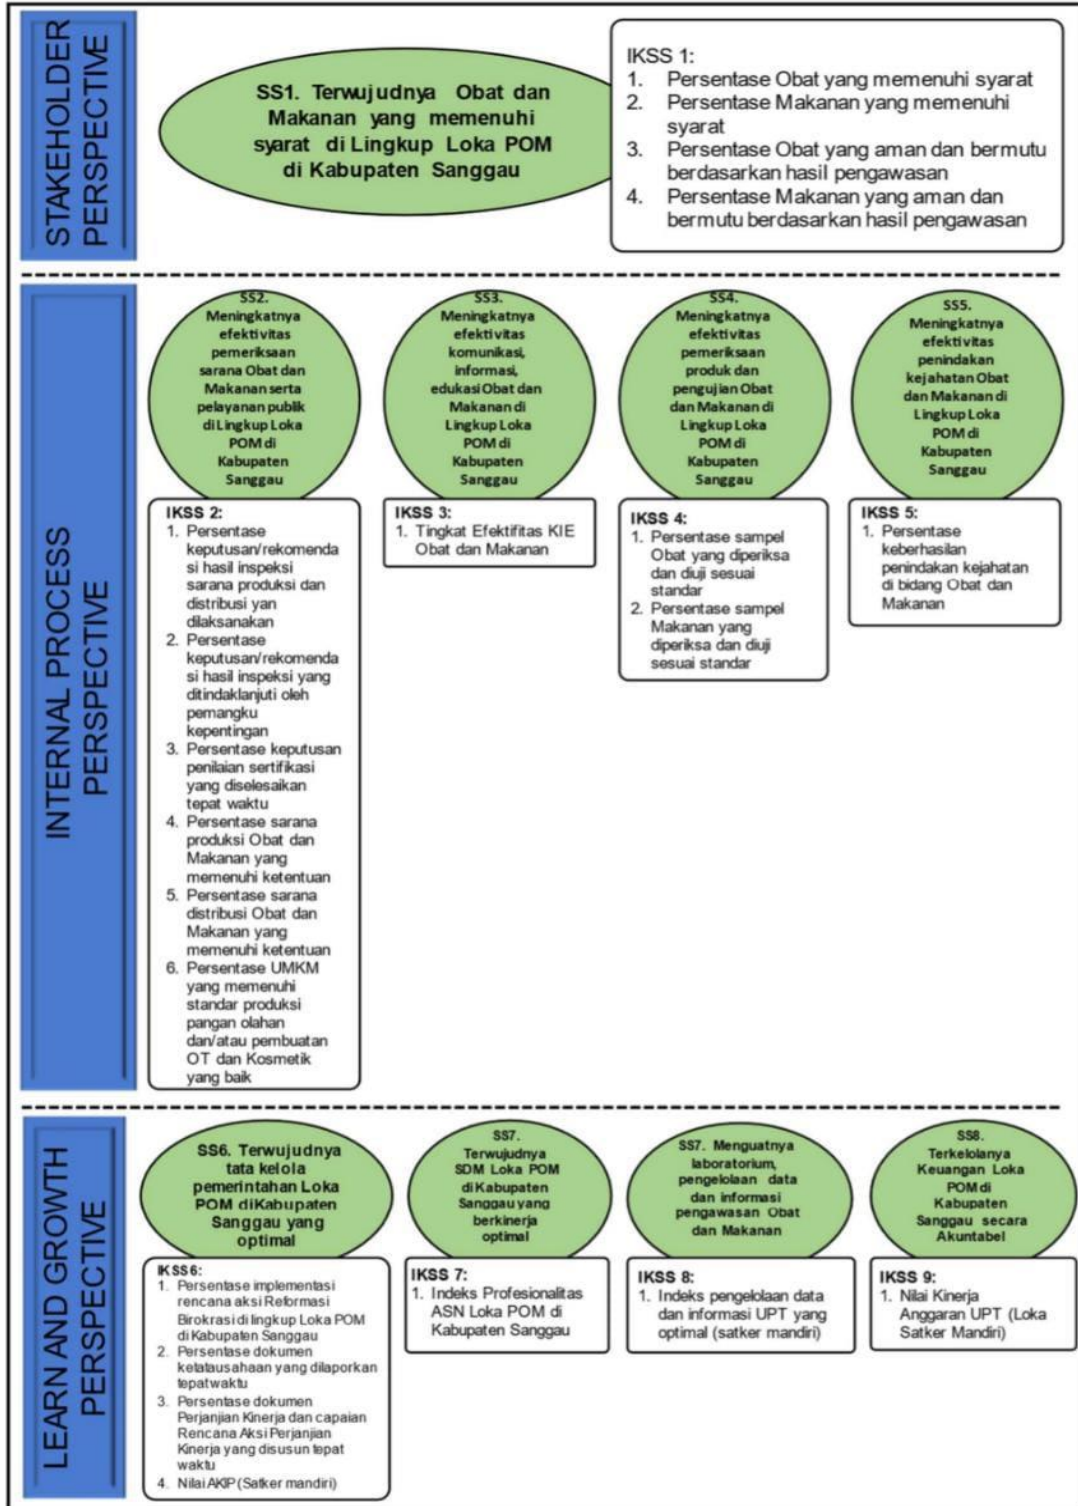 STAKEHOLDER
PERSPECTIVE
SS1. Terwujudnya Obat dan
Makanan yang memenuhi
syarat di Lingkup Loka POM
di Kabupaten Sanggau
IKSS 1:
1. Persentase Obat yang memenuhi syarat
2. Persentase Makanan yang memenuhi
syarat
3. Persentase Obat yang aman dan bermutu
berdasarkan hasil pengawasan
4. Persentase Makanan yang aman dan
bermutu berdasarkan hasil pengawasan
INTERNAL PROCESS
PERSPECTIVE
SS2.
Meningkatnya
efektivitas
pemeriksaan
sarana Obat dan
Makanan serta
pelayanan publik
di Lingkup Loka
POM di
Kabupaten
Sanggau
IKSS 2:
1. Persentase
keputusan/rekomenda
si hasil inspeksi
sarana produksi dan
distribusi yan
dilaksanakan
2. Persentase
keputusan/rekomenda
si hasil inspeksi yang
ditindaklanjuti oleh
pemangku
kepentingan
3. Persentase keputusan
penilaian sertifikasi
yang diselesaikan
tepat waktu
4. Persentase sarana
produksi Obat dan
Makanan yang
memenuhi ketentuan
5. Persentase sarana
distribusi Obat dan
Makanan yang
memenuhi ketentuan
6. Persentase UMKM
yang memenuhi
standar produksi
pangan olahan
dan/atau pembuatan
OT dan Kosmetik
yang baik
SS3.
Meningkatnya
efektivitas
komunikasi,
informasi,
edukasi Obat dan
Makanan di
Lingkup Loka
POM di
Kabupaten
Sanggau
IKSS 3:
1. Tingkat Efektifitas KIE
Obat dan Makanan
SS4.
Meningkatnya
efektivitas
pemeriksaan
produk dan
pengujian Obat
dan Makanan di
Lingkup Loka
POM di
Kabupaten
Sanggau
IKSS 4:
1. Persentase sampel
Obat yang diperiksa
dan diuji sesuai
standar
2. Persentase sampel
Makanan yang
diperiksa dan diuji
sesuai standar
SS5.
Meningkatnya
efektivitas
penindakan
kejahatan Obat
dan Makanan di
Lingkup Loka
POM di
Kabupaten
Sanggau
IKSS 5:
1. Persentase
keberhasilan
penindakan kejahatan
di bidang Obat dan
Makanan
LEARN AND GROWTH
PERSPECTIVE
SS6. Terwujudnya
tata kelola
pemerintahan Loka
POM diKabupaten
Sanggau yang
optimal
IKSS6:
1. Persentase implementasi
rencana aksi Reformasi
Birokrasi di lingkup Loka POM
di Kabupaten Sanggau
2. Persentase dokumen
ketatausahaan yang dilaporkan
tepat waktu
3. Persentase dokumen
Perjanjian Kinerja dan capaian
Rencana Aksi Perjanjian
Kinerja yang disusun tepat
waktu
4. Nilai AKIP (Satker mandiri)
SS7.
Terwujudnya
SDM Loka POM
di Kabupaten
Sanggau yang
berkinerja
optimal
IKSS 7:
1. Indeks Profesionalitas
ASN Loka POM di
Kabupaten Sanggau
SS7. Menguatnya
laboratorium,
pengelolaan data
dan informasi
pengawasan Obat
dan Makanan
IKSS 8:
1. Indeks pengelolaan data
dan informasi UPT yang
optimal (satker mandiri)
SS8.
Terkelolanya
Keuangan Loka
POM di
Kabupaten
Sanggau secara
Akuntabel
IKSS 9:
1. Nilai Kinerja
Anggaran UPT (Loka
Satker Mandiri)